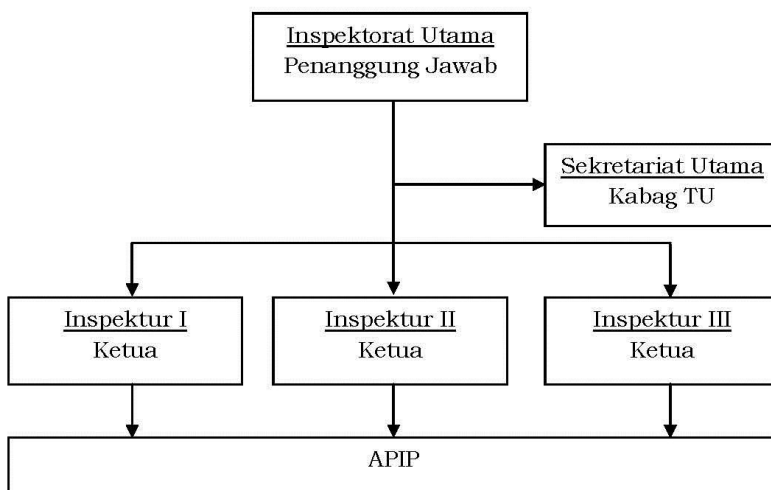 Inspektorat Utama
Penanggung Jawab
Sekretariat Utama
Kabag TU
Inspektur I
Ketua
Inspektur II
Ketua
Inspektur III
Ketua
APIP